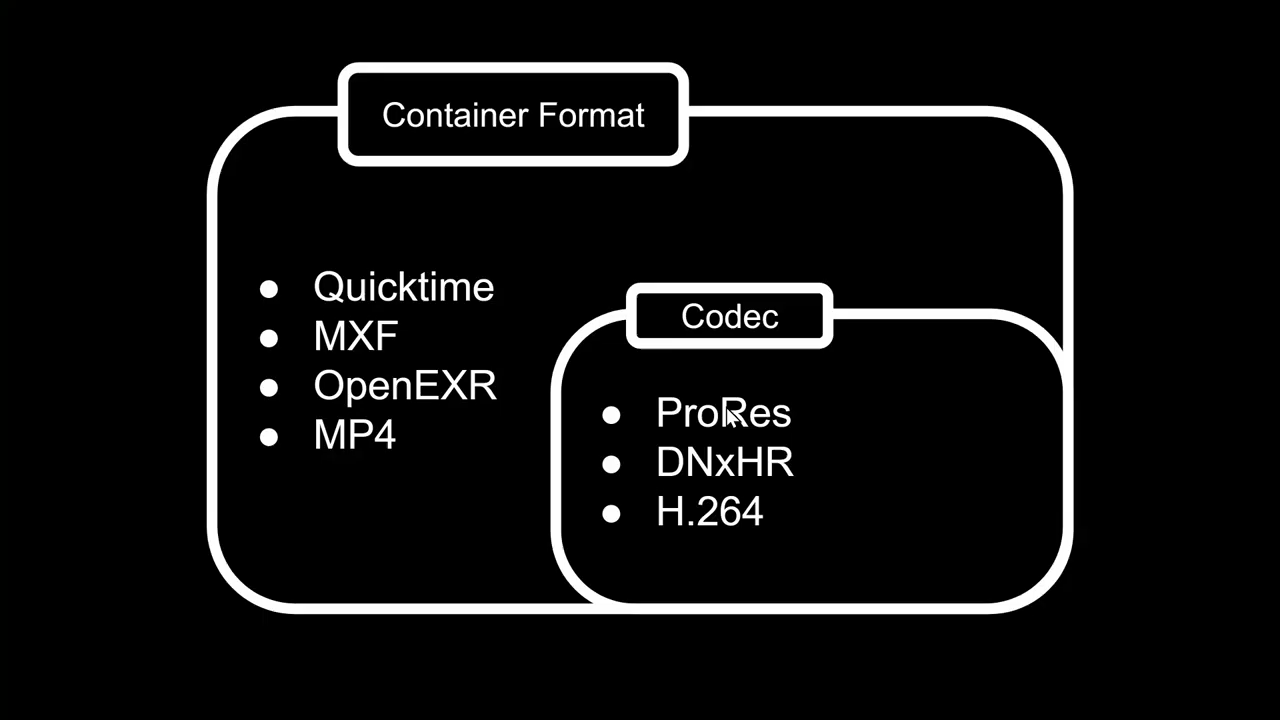 Container Format
Quicktime
MXF
OpenEXR
MP4
Codec
ProRes
DNxHR
H.264